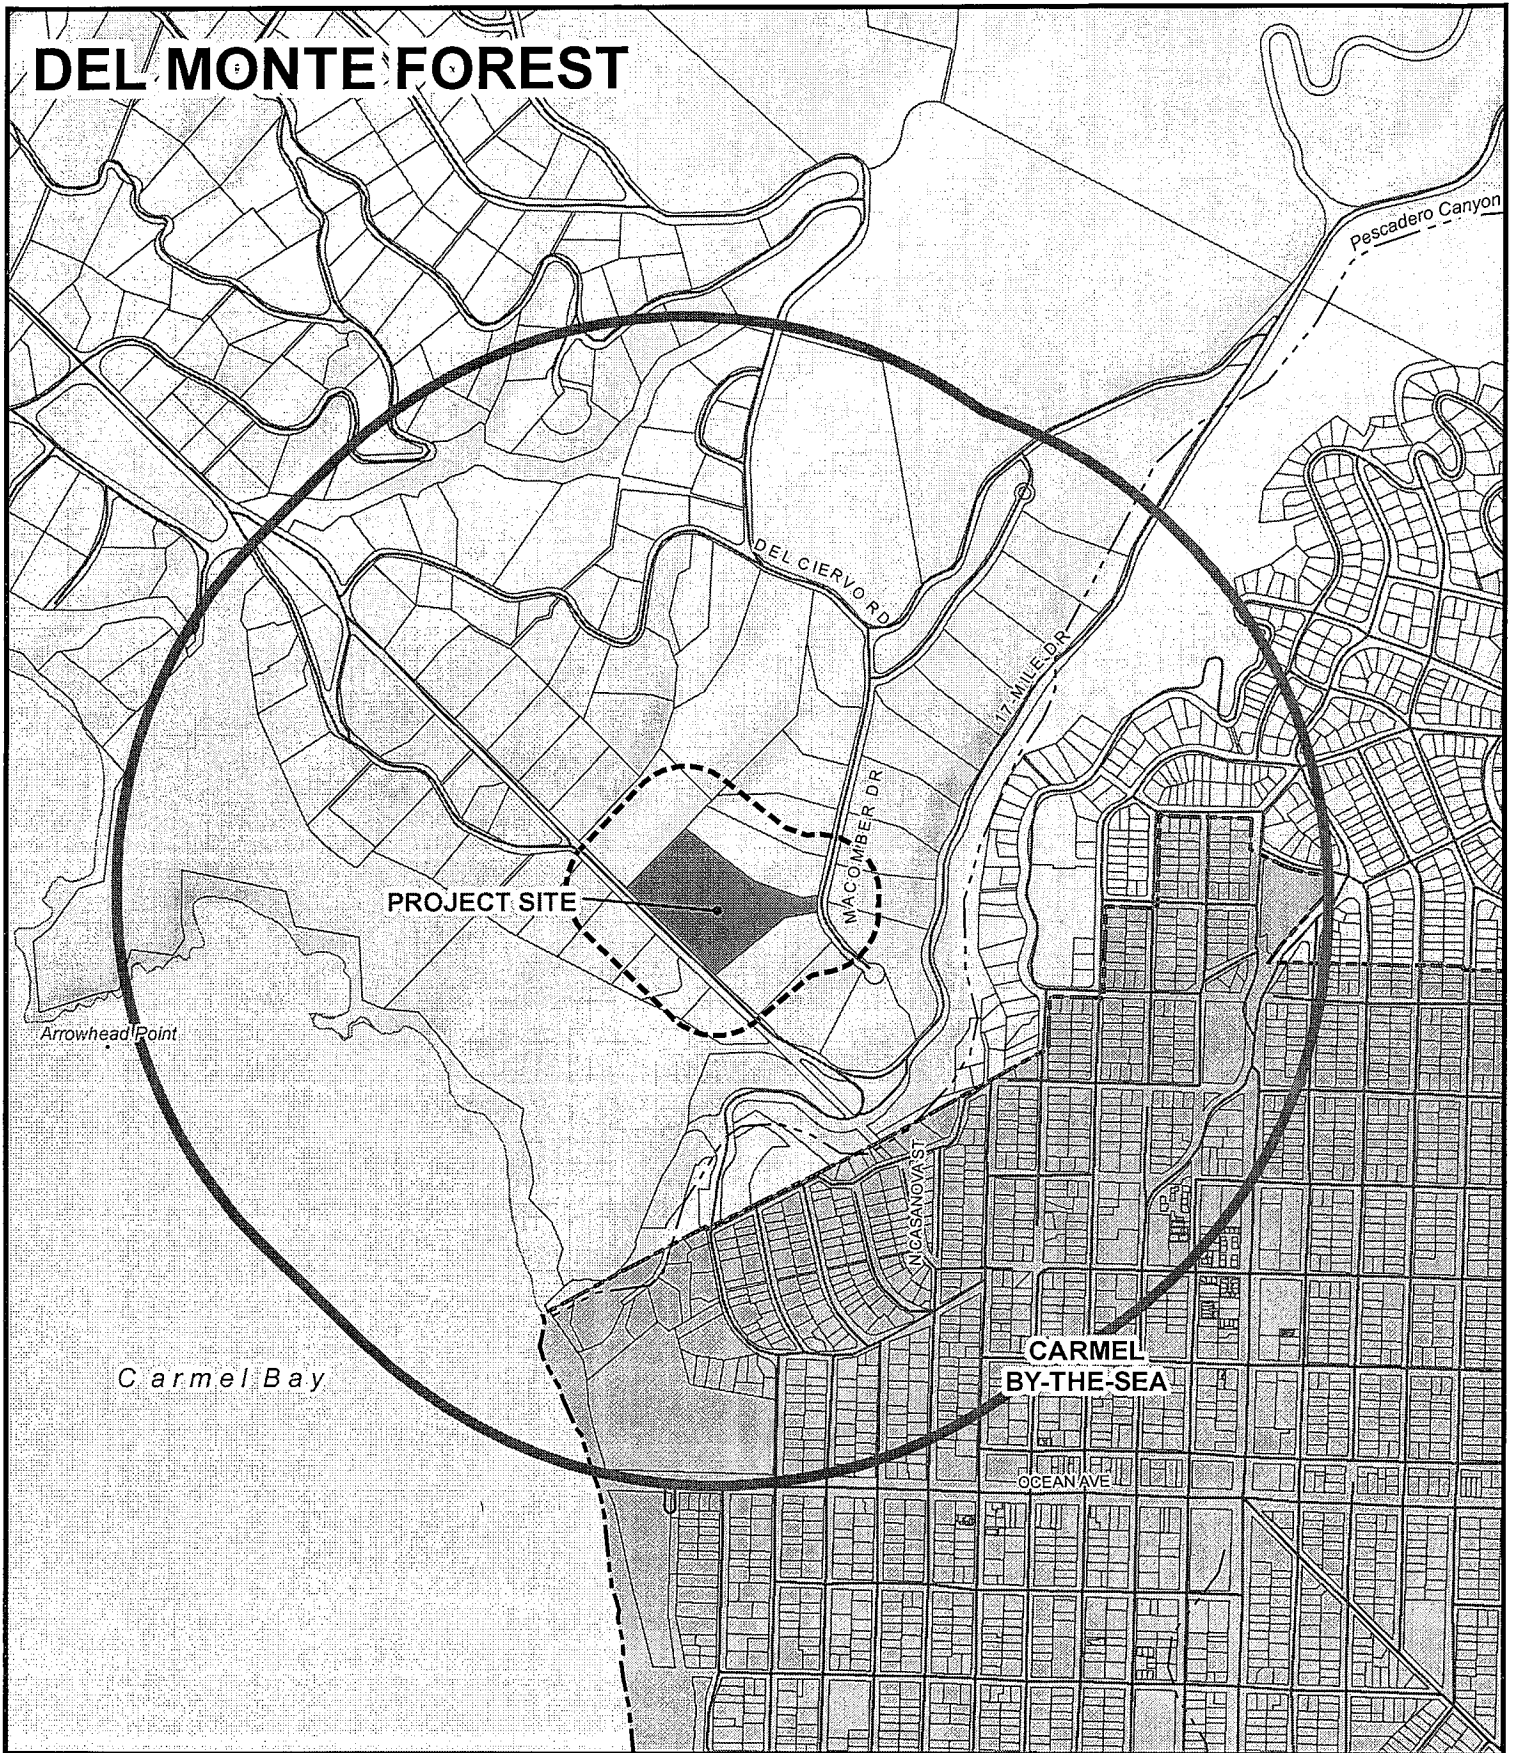 DEL MONTE FOREST
Pescadero Canyon
DEL CIERVO RD
17-MILE DR
MACOMBER DR
PROJECT SITE
Arrowhead Point
N CASANOVA ST
CARMEL
BY-THE-SEA
Carmel Bay
OCEAN AVE